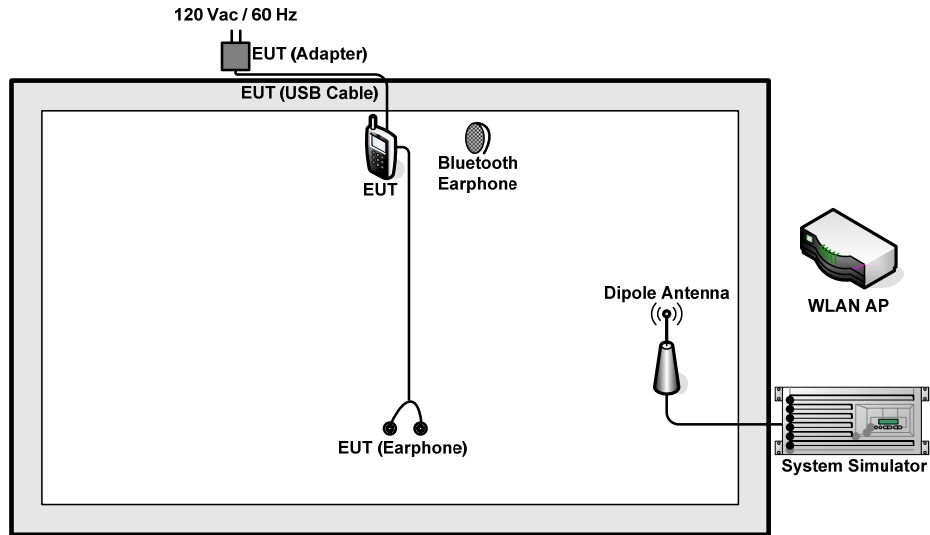 120 Vac / 60 Hz
EUT (Adapter)
EUT (USB Cable)
Bluetooth
Earphone
EUT
Dipole Antenna
WLAN AP
EUT (Earphone)
System Simulator